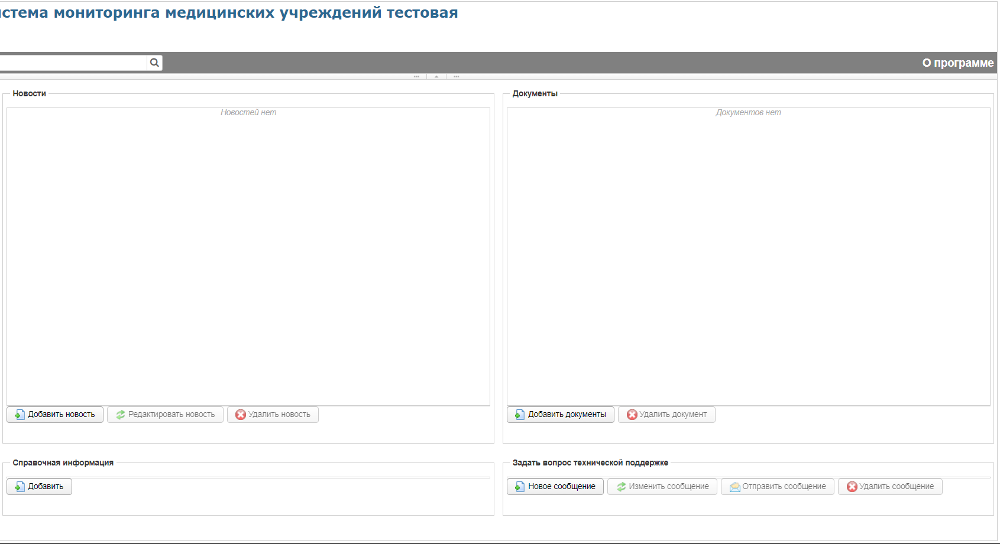 стема мониторинга медицинских учреждений тестовая
О программе
Новости
Новостей нет
Добавить новость
Редактировать новость
Удалить новость
Документы
Документов нет
Добавить документы
Удалить документ
Справочная информация
Добавить
Задать вопрос технической поддержке
Новое сообщение
Изменить сообщение
Отправить сообщение
Удалить сообщение